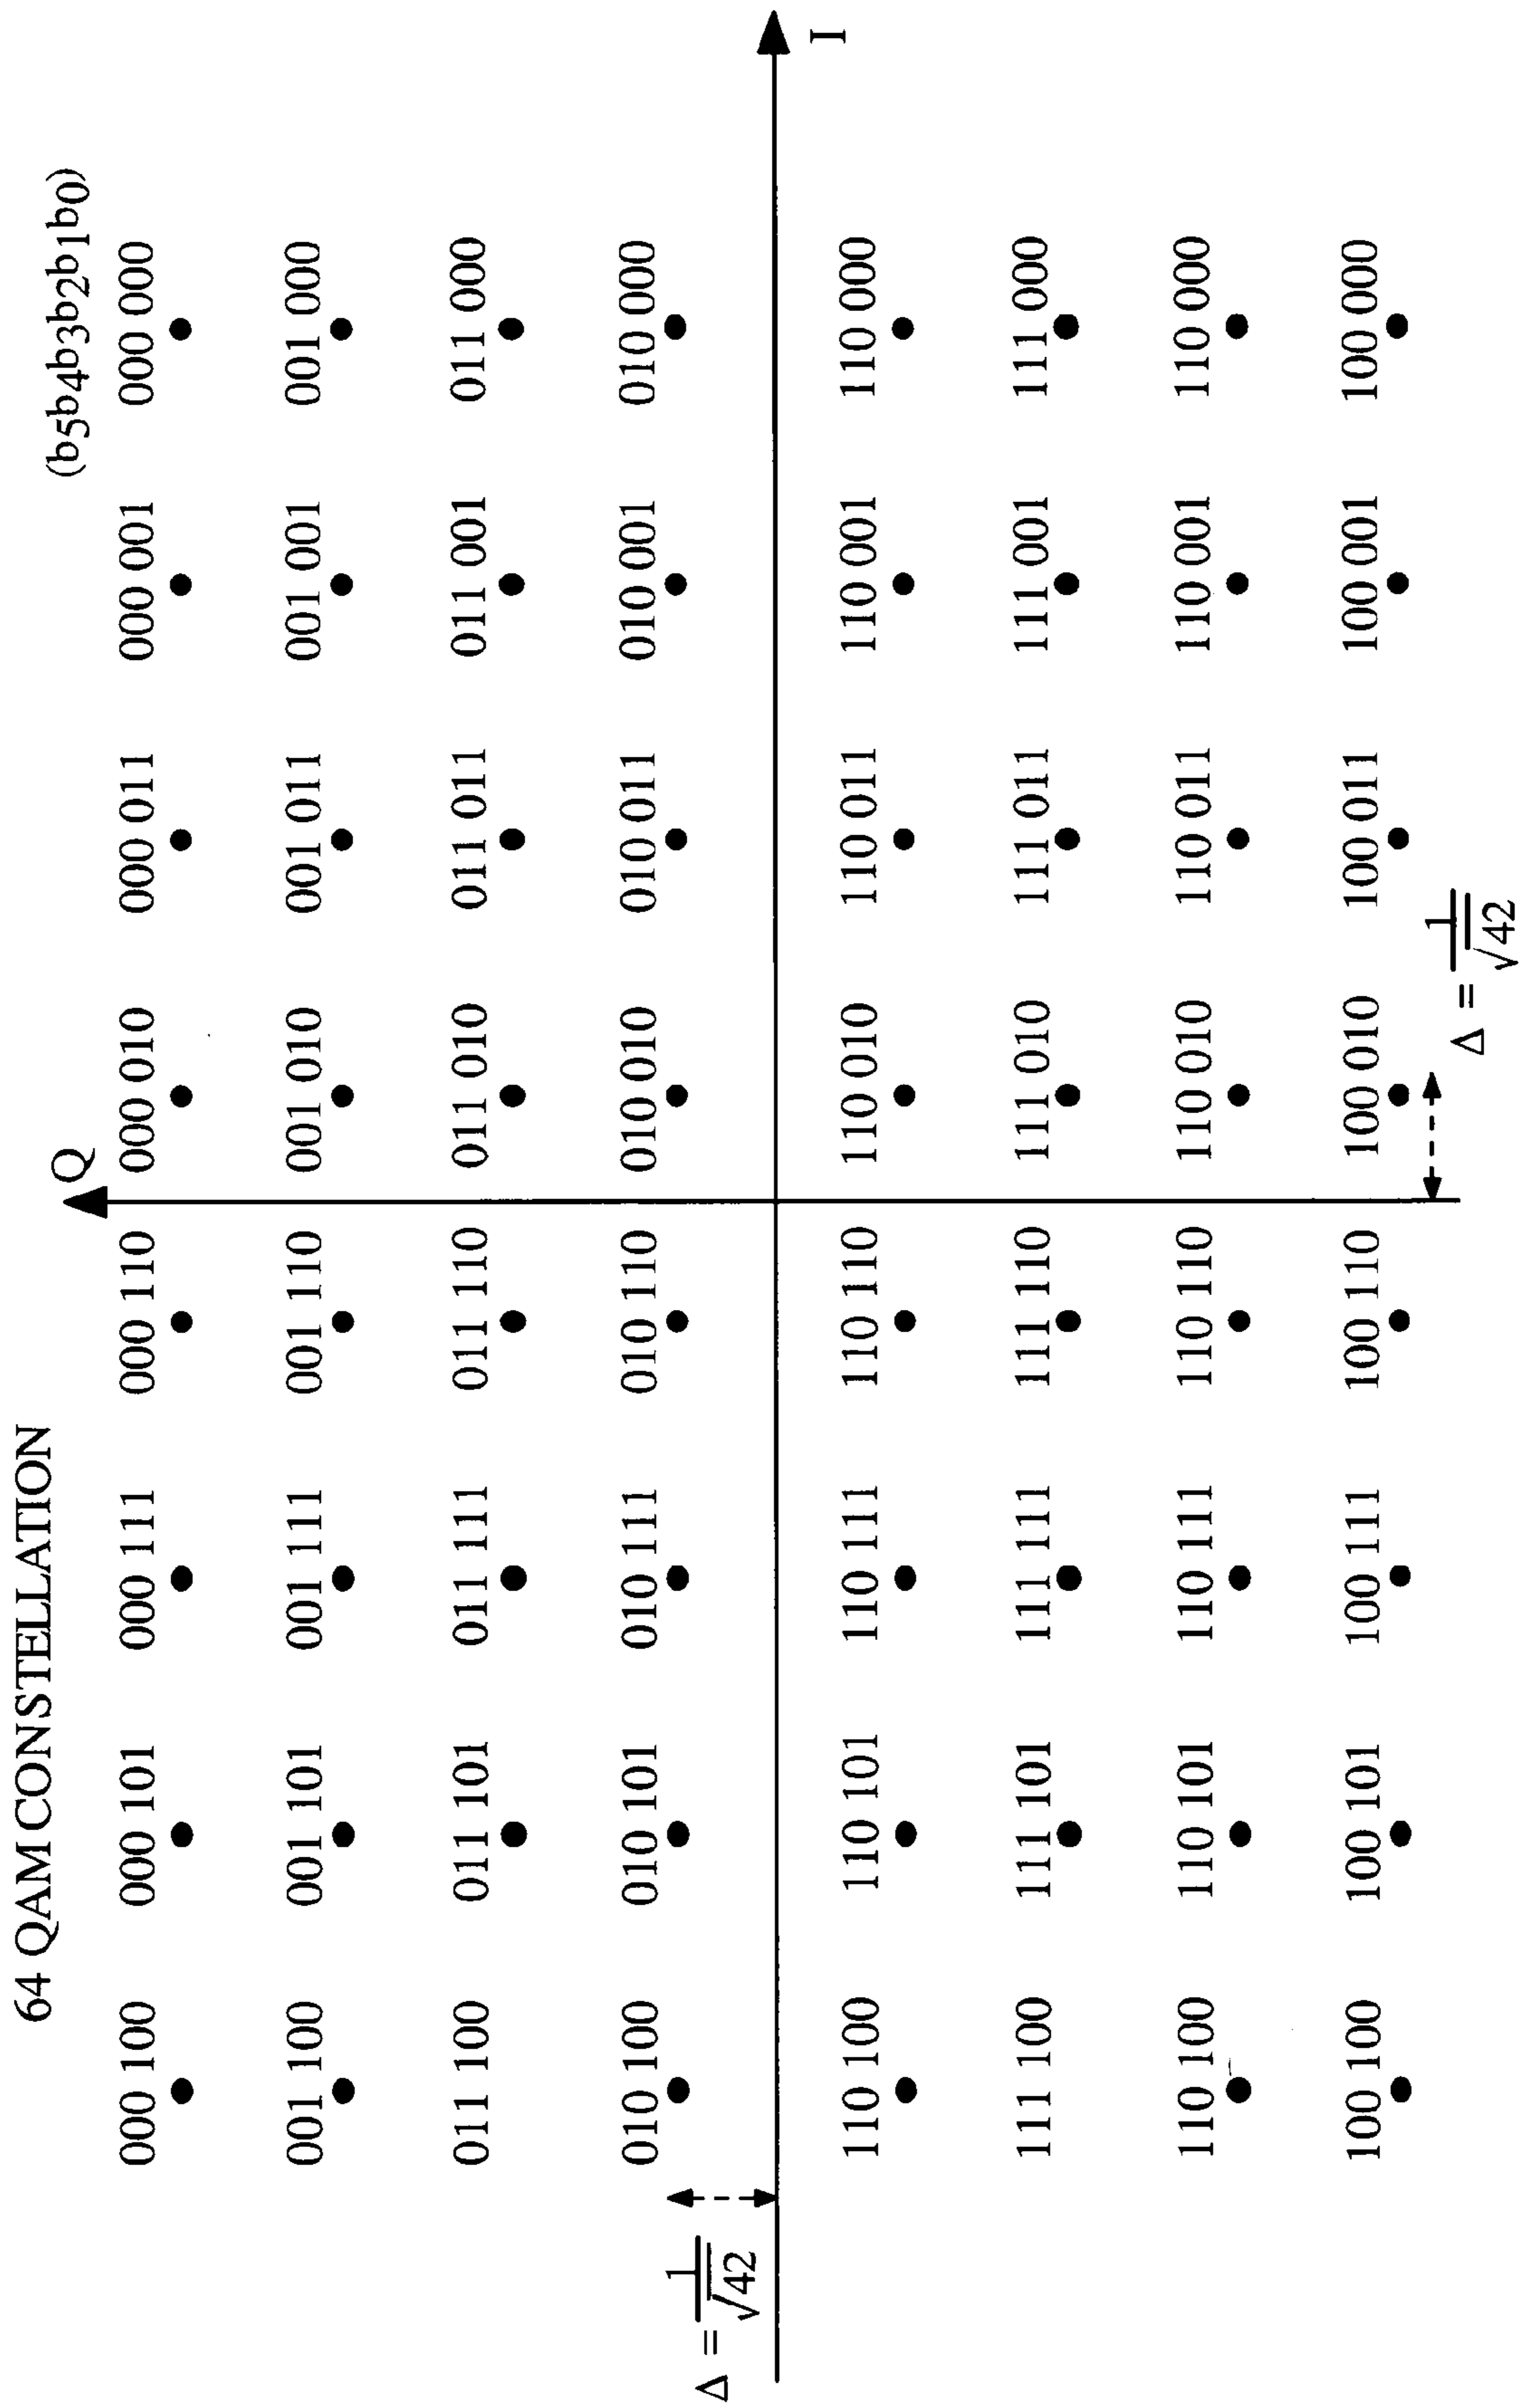 64 QAM CONSTELLATION
Q (b5b4b3b2b1b0)
000 100 000 101 000 111 000 110 000 010 000 011 000 001 000 000
001 100 001 101 001 111 001 110 001 010 001 011 001 001 001 000
011 100 011 101 011 111 011 110 011 010 011 011 011 001 011 000
010 100 010 101 010 111 010 110 010 010 010 011 010 001 010 000
Δ = 1/√42
I
110 100 110 101 110 111 110 110 110 010 110 011 110 001 110 000
111 100 111 101 111 111 111 110 111 010 111 011 111 001 111 000
110 100 110 101 110 111 110 110 110 010 110 011 110 001 110 000
100 100 100 101 100 111 100 110 100 010 100 011 100 001 100 000
Δ = 1/√42